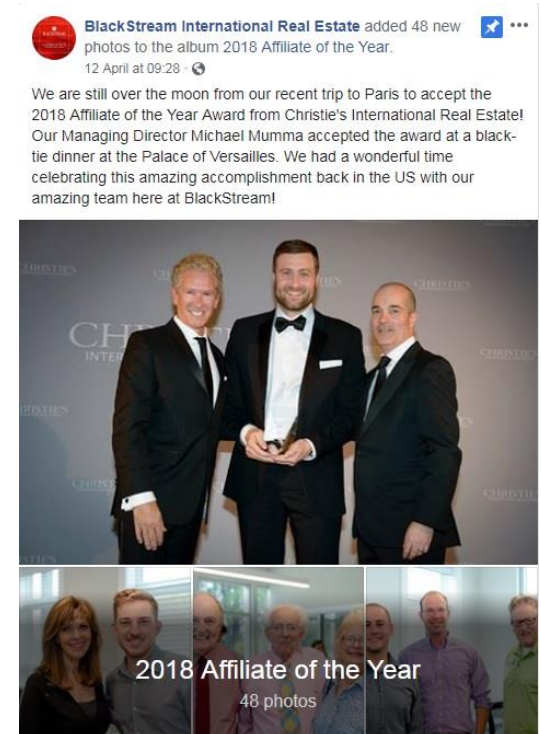 BlackStream International Real Estate added 48 new
photos to the album 2018 Affiliate of the Year.
12 April at 09:28 ·
We are still over the moon from our recent trip to Paris to accept the
2018 Affiliate of the Year Award from Christie's International Real Estate!
Our Managing Director Michael Mumma accepted the award at a black-
tie dinner at the Palace of Versailles. We had a wonderful time
celebrating this amazing accomplishment back in the US with our
amazing team here at BlackStream!
CHRISTIE'S
CHRISTIE'S
CHRISTIE'S
2018 Affiliate of the Year
48 photos